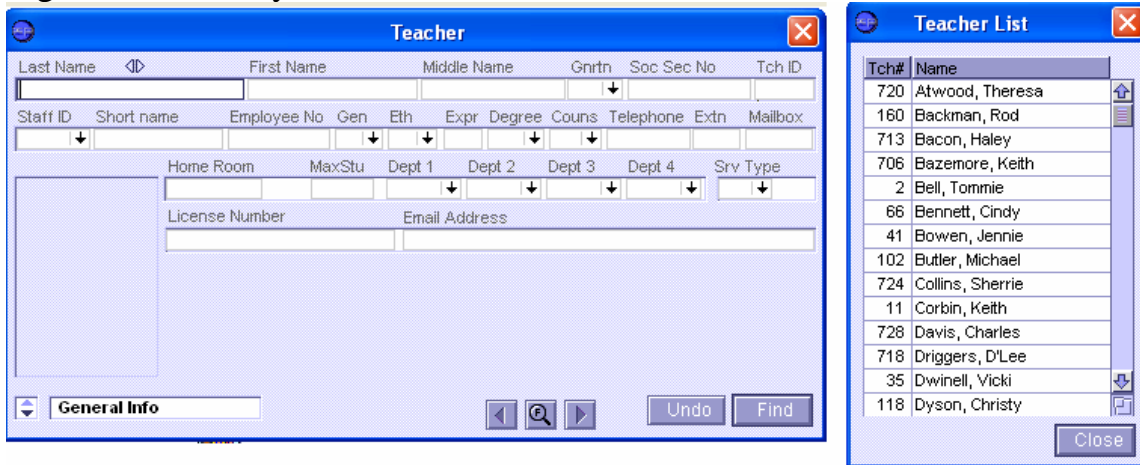 Teacher
Last Name First Name Middle Name Gnrtn Soc Sec No Tch ID
Staff ID Short name Employee No Gen Eth Expr Degree Couns Telephone Extn Mailbox
Home Room MaxStu Dept 1 Dept 2 Dept 3 Dept 4 Srv Type
License Number Email Address
General Info
Undo Find
Teacher List
Tch# Name
720 Atwood, Theresa
160 Backman, Rod
713 Bacon, Haley
706 Bazemore, Keith
2 Bell, Tommie
66 Bennett, Cindy
41 Bowen, Jennie
102 Butler, Michael
724 Collins, Sherrie
11 Corbin, Keith
728 Davis, Charles
718 Driggers, D'Lee
35 Dwinell, Vicki
118 Dyson, Christy
Close